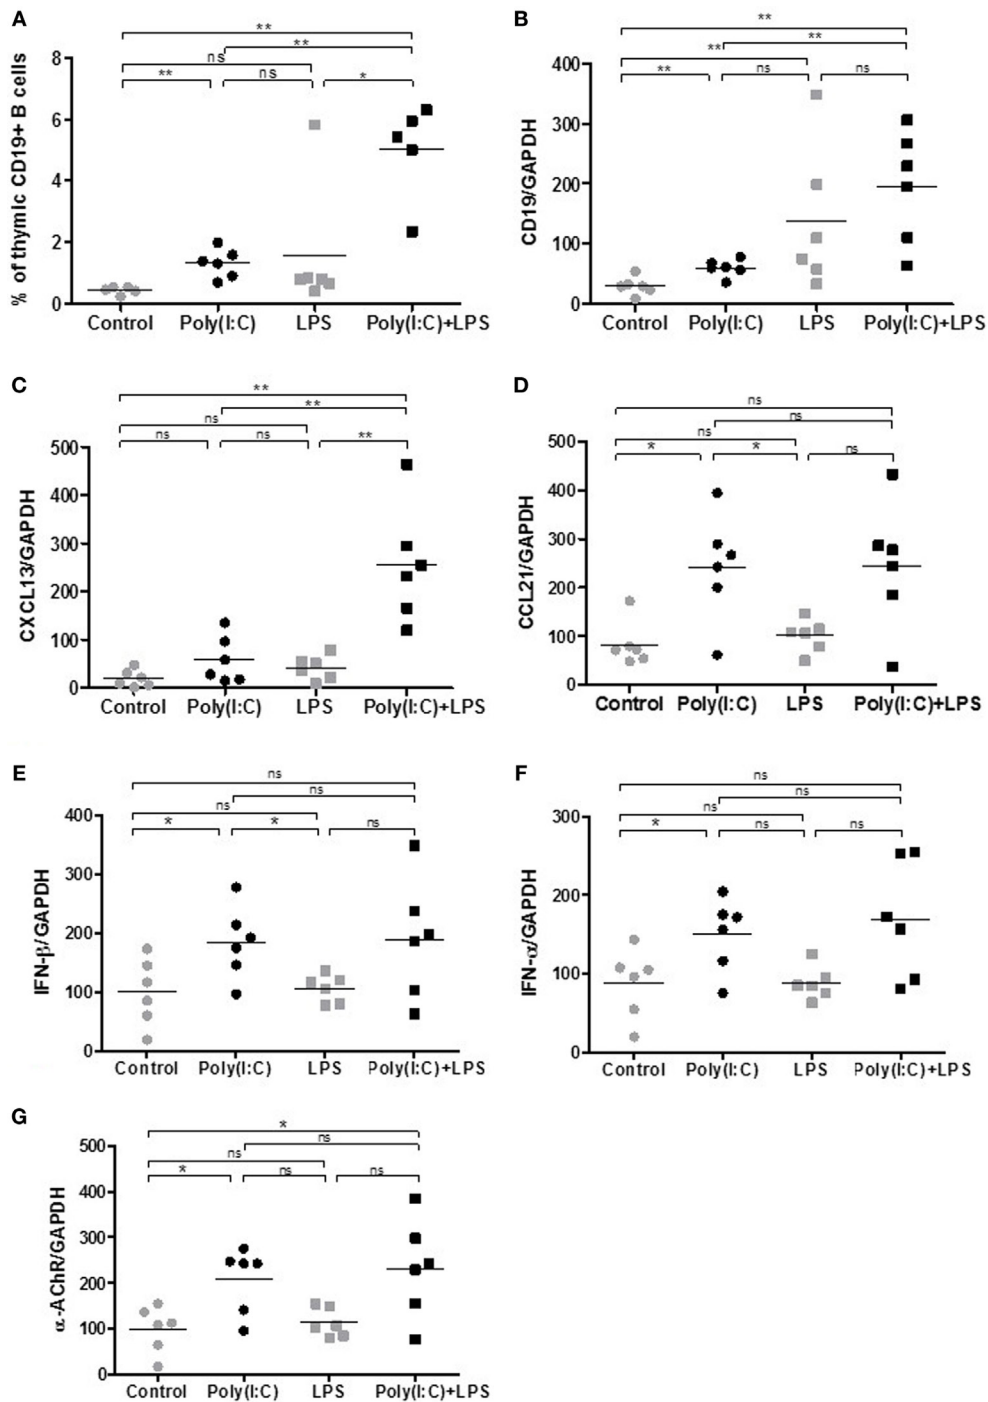 A
**
**
ns
** ns *
% of thymic CD19+ B cells
8
6
4
2
0
Control Poly(I:C) LPS Poly(I:C)+LPS
B
**
**
**
** ns ns
CD19/GAPDH
400
300
200
100
0
Control Poly(I:C) LPS Poly(I:C)+LPS
C
**
**
ns
ns ns **
CXCL13/GAPDH
500
400
300
200
100
0
Control Poly(I:C) LPS Poly(I:C)+LPS
D
ns
ns
ns
* * ns
CCL21/GAPDH
500
400
300
200
100
0
Control Poly(I:C) LPS Poly(I:C)+LPS
E
ns
ns
ns
* * ns
IFN-β/GAPDH
400
300
200
100
0
Control Poly(I:C) LPS Poly(I:C)+LPS
F
ns
ns
ns
* ns ns
IFN-α/GAPDH
300
200
100
0
Control Poly(I:C) LPS Poly(I:C)+LPS
G
*
ns
ns
* ns ns
α-AChR/GAPDH
500
400
300
200
100
0
Control Poly(I:C) LPS Poly(I:C)+LPS